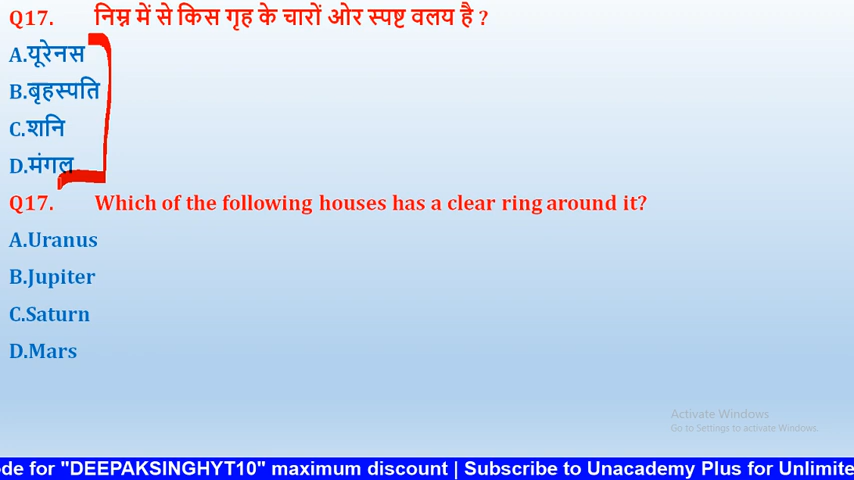 Q17. निम्न में से किस गृह के चारों ओर स्पष्ट वलय है ?
A.यूरेनस
B.बृहस्पति
C.शनि
D.मंगल
Q17. Which of the following houses has a clear ring around it?
A.Uranus
B.Jupiter
C.Saturn
D.Mars
Activate Windows
Go to Settings to activate Windows.
de for "DEEPAKSINGHYT10" maximum discount | Subscribe to Unacademy Plus for Unlimite